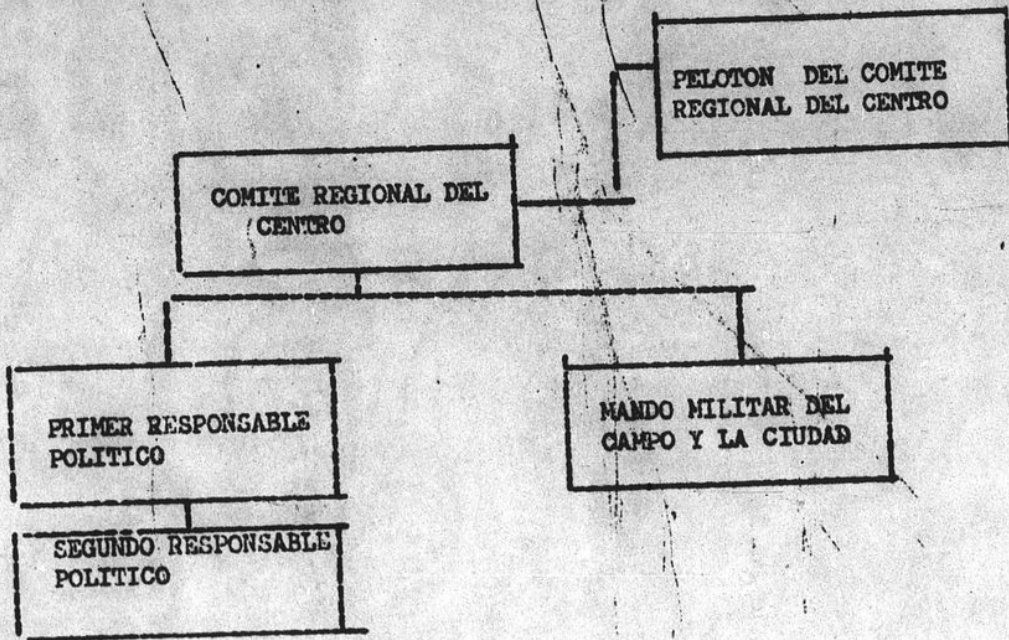 PELOTON DEL COMITE
REGIONAL DEL CENTRO
COMITE REGIONAL DEL
CENTRO
PRIMER RESPONSABLE
POLITICO
MANDO MILITAR DEL
CAMPO Y LA CIUDAD
SEGUNDO RESPONSABLE
POLITICO